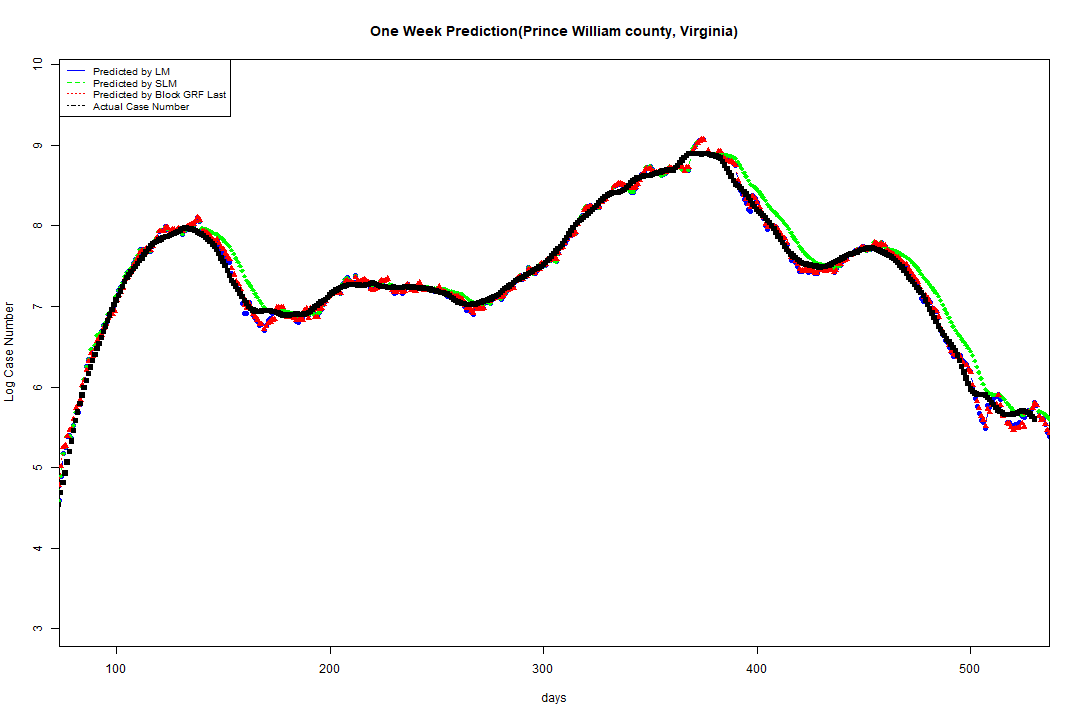 One Week Prediction(Prince William county, Virginia)
Predicted by LM
Predicted by SLM
Predicted by Block GRF Last
Actual Case Number
Log Case Number
10
9
8
7
6
5
4
3
100 200 300 400 500
days